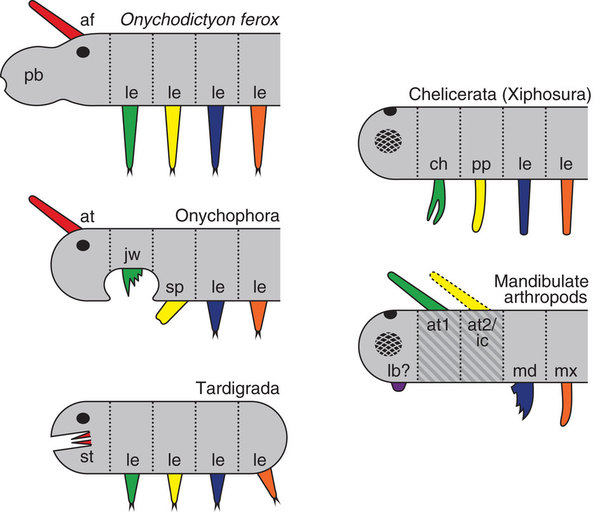 Onychodictyon ferox
af
pb
le le le le
Onychophora
at
jw
sp le le
Tardigrada
st le le le le
Chelicerata (Xiphosura)
ch pp le le
Mandibulate
arthropods
at1 at2/
ic
lb? md mx